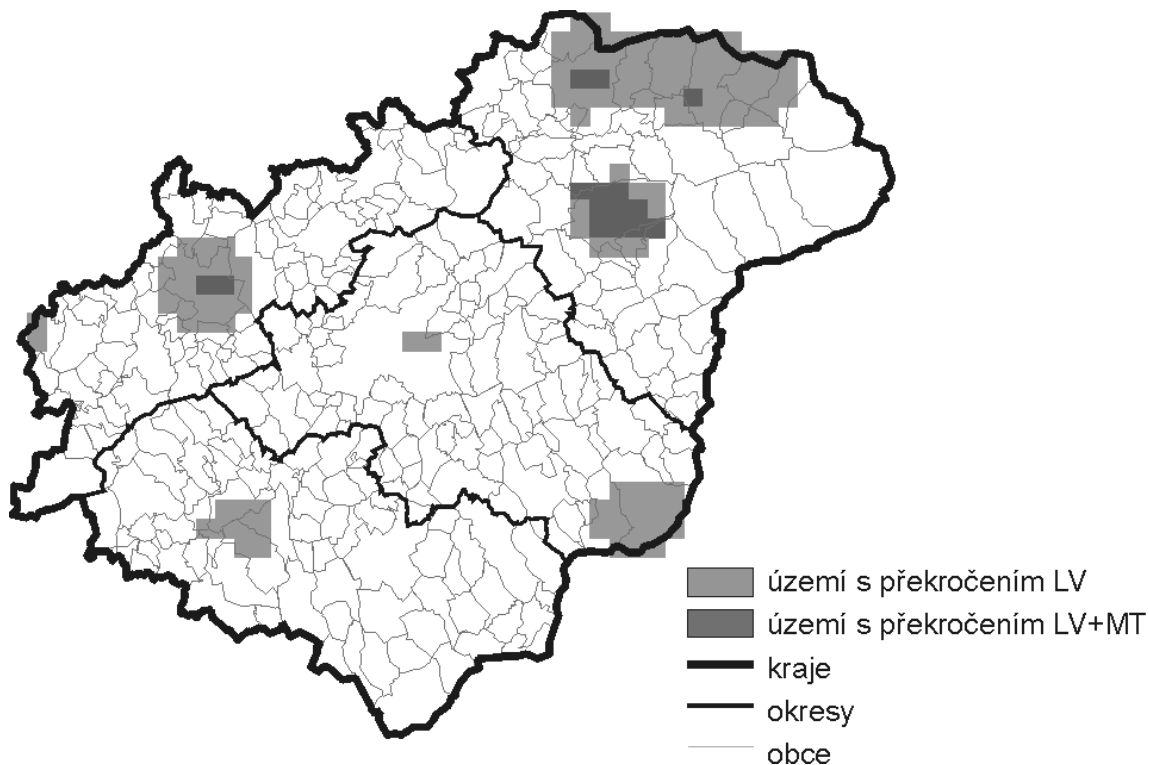 území s překročením LV
území s překročením LV+MT
kraje
okresy
obce